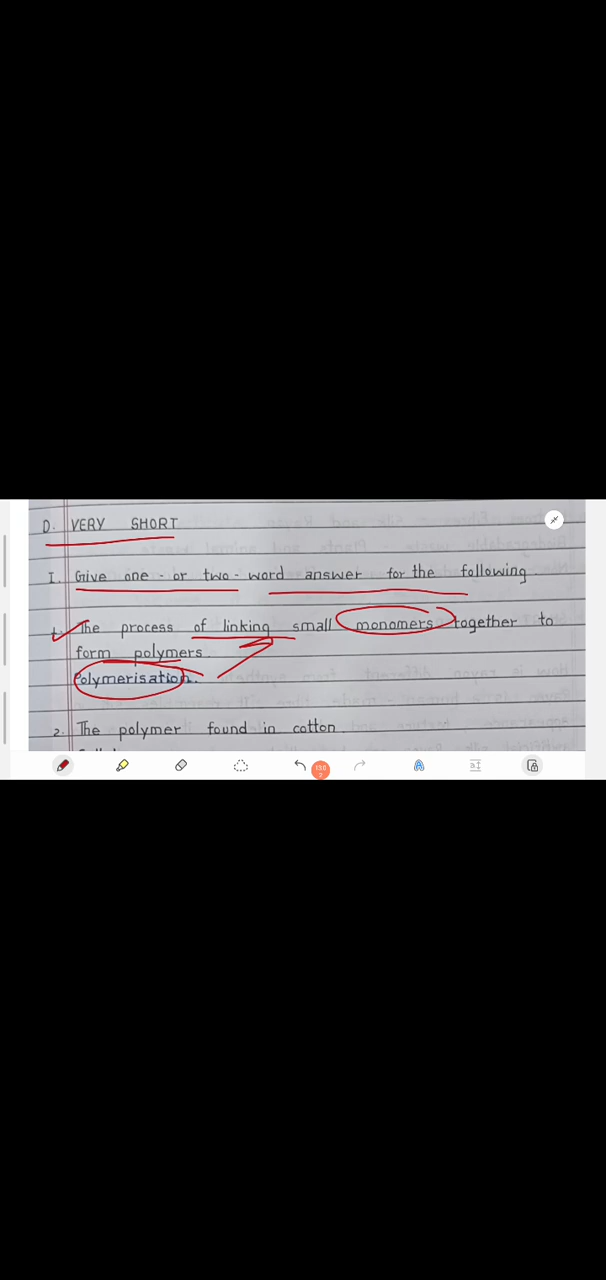 D. VERY SHORT
I. Give one - or two - word answer for the following
1. The process of linking small monomers together to
form polymers.
Polymerisation.
2. The polymer found in cotton